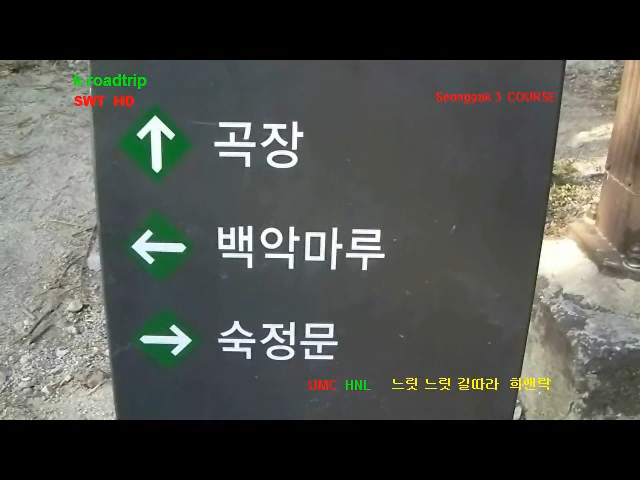 k-roadtrip
SWT HD
Seonggak 3 COURSE
곡장
백악마루
숙정문
UMC HNL 느릿 느릿 길따라 희앤락